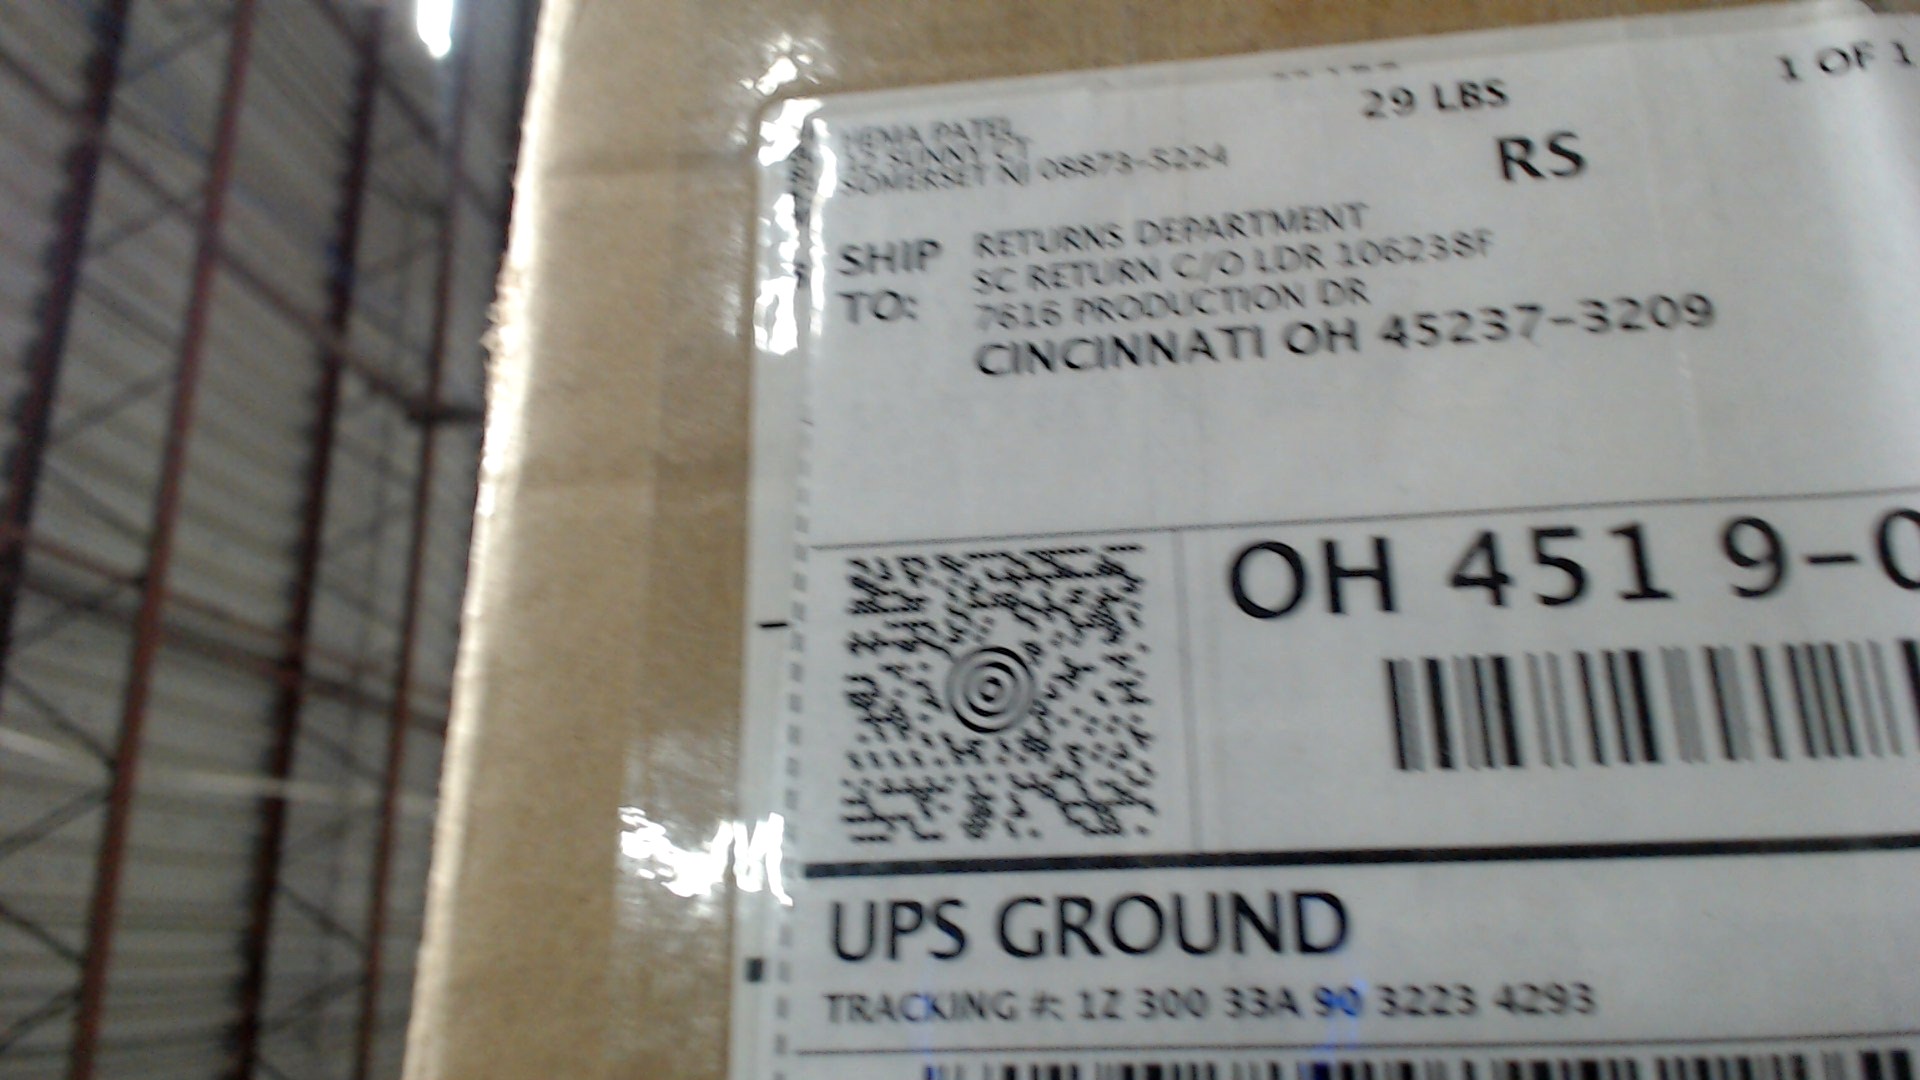 HEMA PATEL
SUNNY CT
SOMERSET NJ 08873-5224
29 LBS
1 OF 1
RS
SHIP TO:
RETURNS DEPARTMENT
SC RETURN C/O LDR 106238F
7616 PRODUCTION DR
CINCINNATI OH 45237-3209
OH 451 9-0
UPS GROUND
TRACKING #: 1Z 300 33A 90 3223 4293